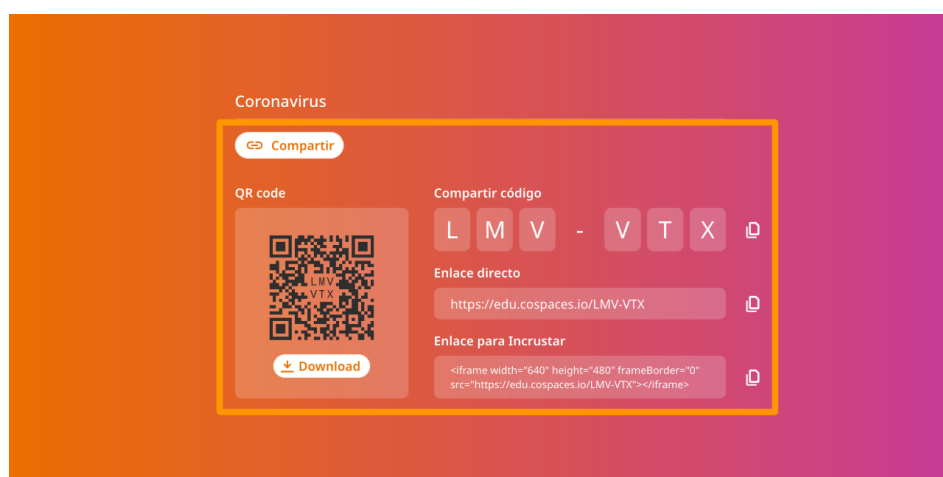 Coronavirus
Compartir
QR code
LMV
VTX
Download
Compartir código
L M V - V T X
Enlace directo
https://edu.cospaces.io/LMV-VTX
Enlace para Incrustar
<iframe width="640" height="480" frameBorder="0"
src="https://edu.cospaces.io/LMV-VTX"></iframe>